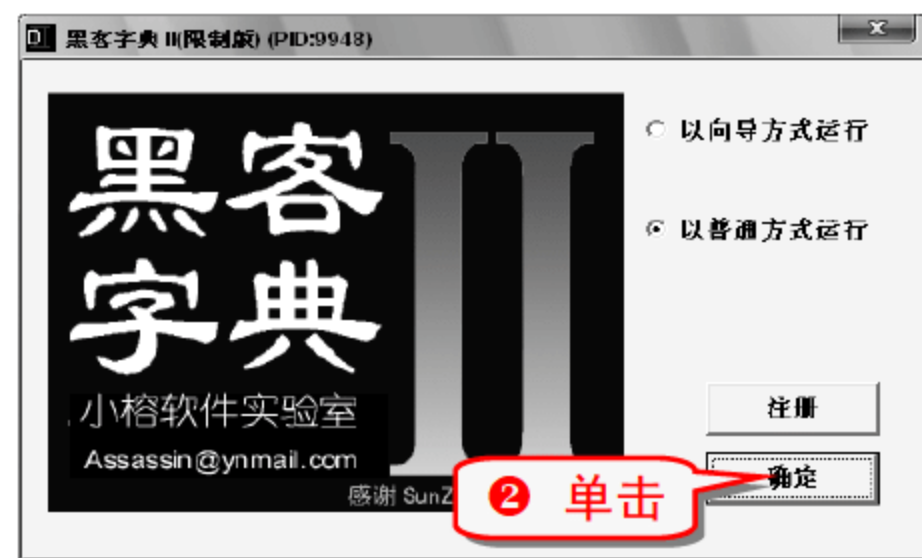 黑客字典 II(限制版) (PID:9948)
黑客
字典
II
小榕软件实验室
Assassin@ynmail.com
感谢 SunZ
以向导方式运行
以普通方式运行
注册
确定
❷ 单击